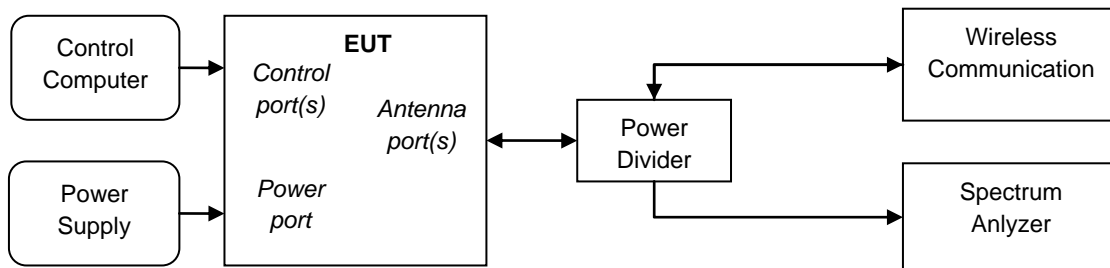 Control
Computer
Power
Supply
EUT
Control
port(s)
Antenna
port(s)
Power
port
Power
Divider
Wireless
Communication
Spectrum
Anlyzer